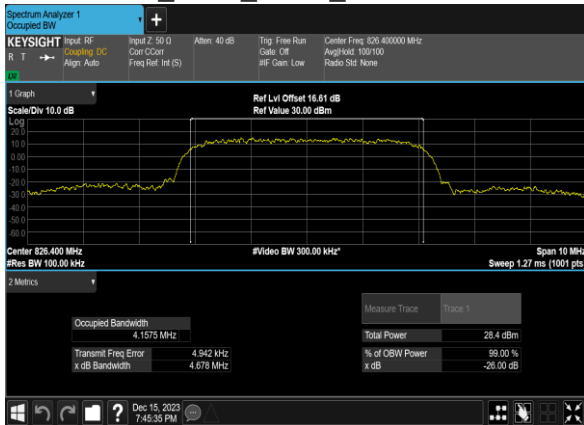 Spectrum Analyzer 1
Occupied BW
KEYSIGHT Input: RF Input Z: 50 Ω Atten: 40 dB Trig: Free Run Center Freq: 826.400000 MHz
R T Coupling: DC Corr CCorr Gate: Off Avg|Hold: 100/100
Align: Auto Freq Ref: Int (S) #IF Gain: Low Radio Std: None
1 Graph
Ref Lvl Offset 16.61 dB
Scale/Div 10.0 dB Ref Value 30.00 dBm
Log
20.0
10.0
0.00
-10.0
-20.0
-30.0
-40.0
-50.0
-60.0
Center 826.400 MHz #Video BW 300.00 kHz* Span 10 MHz
#Res BW 100.00 kHz Sweep 1.27 ms (1001 pts
2 Metrics
Measure Trace Trace 1
Occupied Bandwidth
4.1575 MHz Total Power 28.4 dBm
Transmit Freq Error 4.942 kHz % of OBW Power 99.00 %
x dB Bandwidth 4.678 MHz x dB -26.00 dB
? Dec 15, 2023
7:45:35 PM